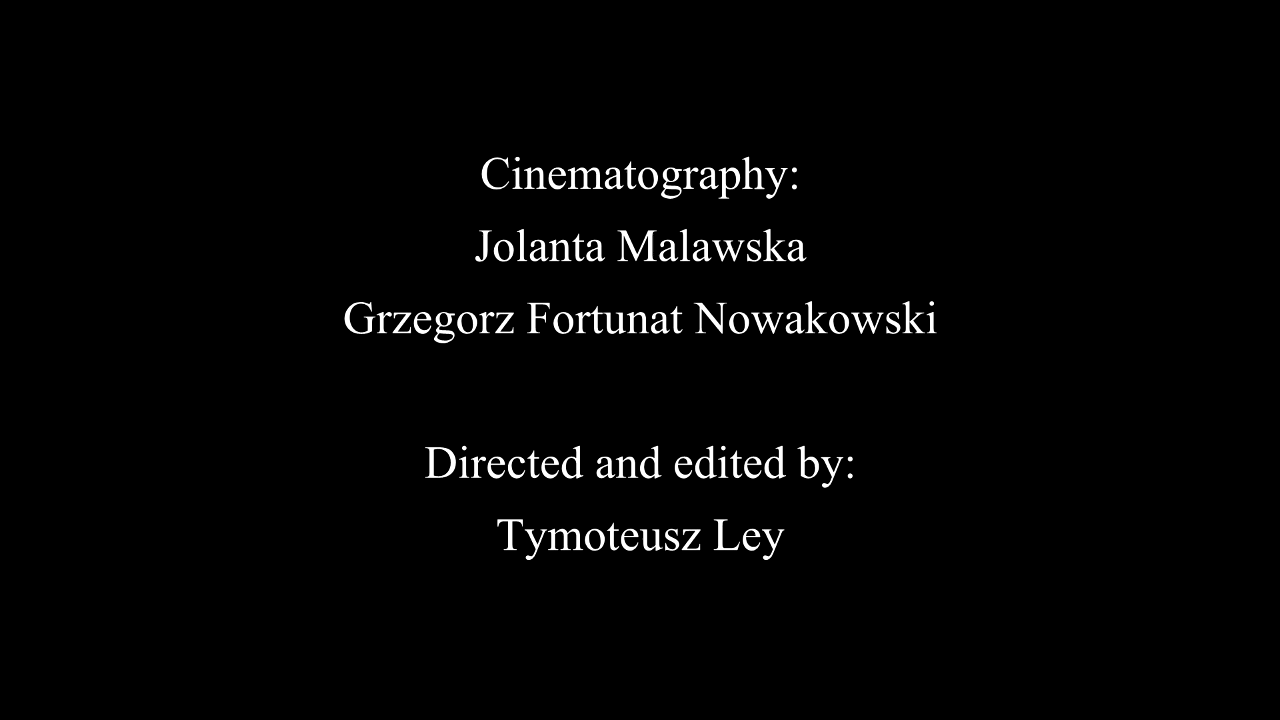 Cinematography:
Jolanta Malawska
Grzegorz Fortunat Nowakowski
Directed and edited by:
Tymoteusz Ley